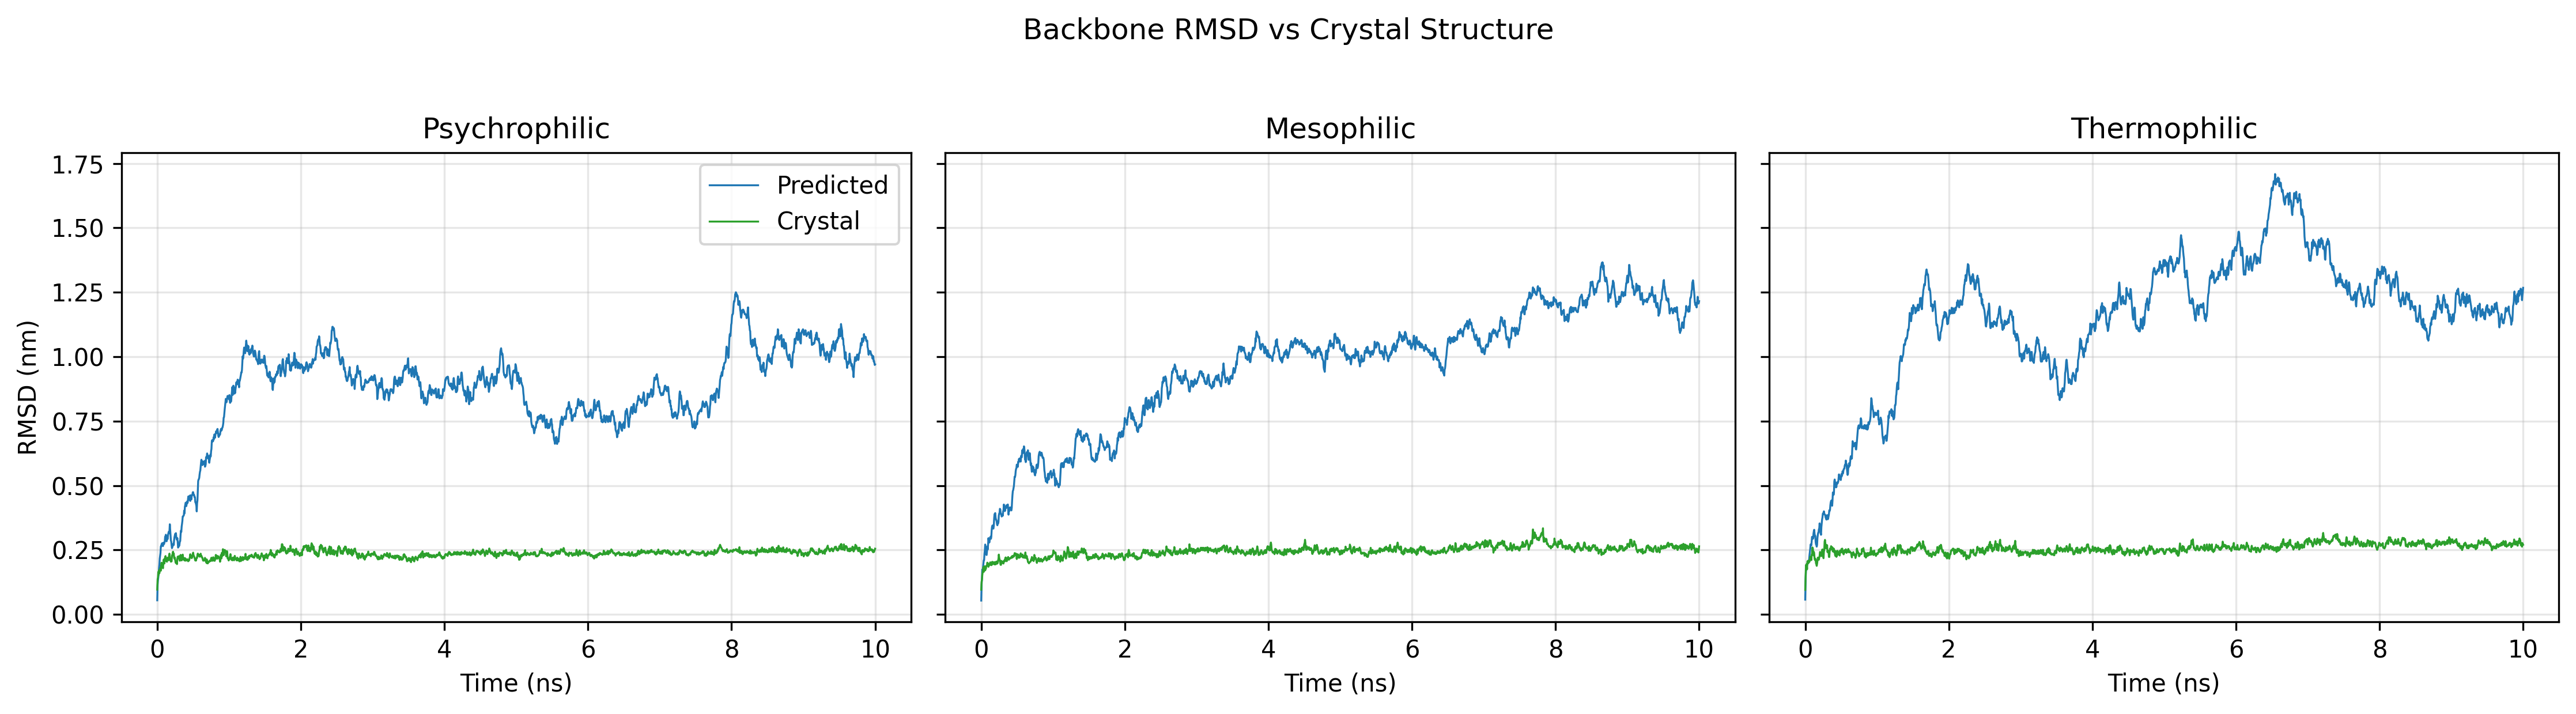 Backbone RMSD vs Crystal Structure
Psychrophilic
Mesophilic
Thermophilic
Predicted
Crystal
RMSD (nm)
1.75
1.50
1.25
1.00
0.75
0.50
0.25
0.00
0 2 4 6 8 10
0 2 4 6 8 10
0 2 4 6 8 10
Time (ns)
Time (ns)
Time (ns)